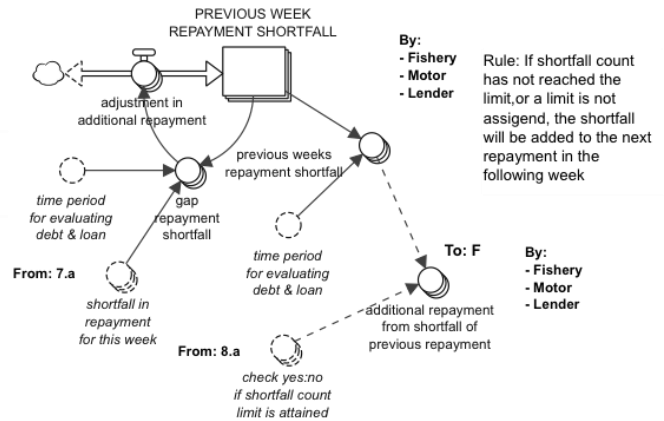 PREVIOUS WEEK
REPAYMENT SHORTFALL
By:
- Fishery
- Motor
- Lender
Rule: If shortfall count
has not reached the
limit,or a limit is not
assigend, the shortfall
will be added to the next
repayment in the
following week
adjustment in
additional repayment
previous weeks
repayment shortfall
time period
for evaluating
debt & loan
gap
repayment
shortfall
time period
for evaluating
debt & loan
From: 7.a
shortfall in
repayment
for this week
To: F
By:
- Fishery
- Motor
- Lender
additional repayment
from shortfall of
previous repayment
From: 8.a
check yes:no
if shortfall count
limit is attained